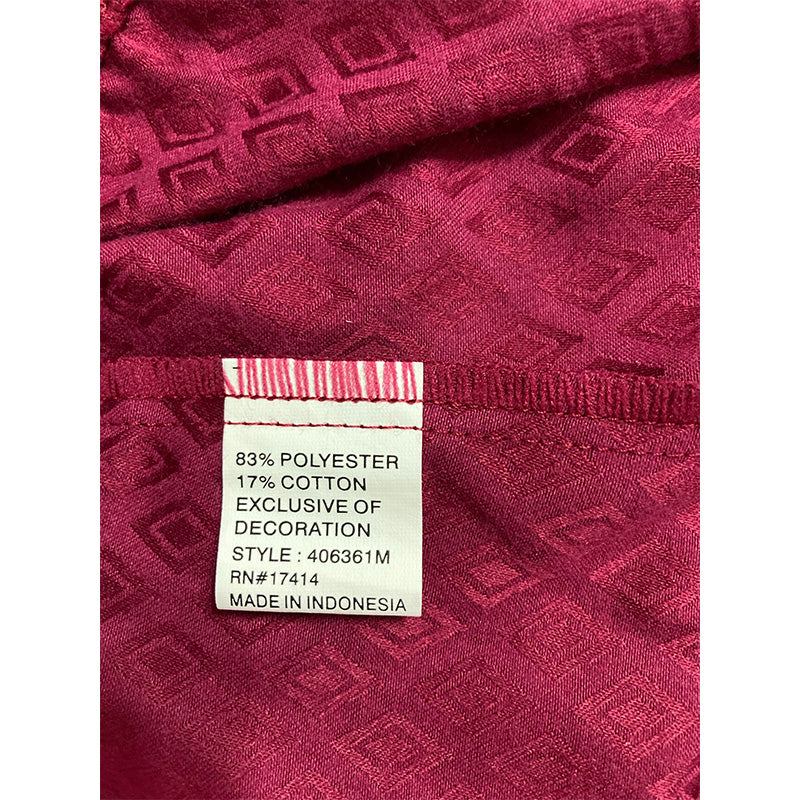 83% POLYESTER
17% COTTON
EXCLUSIVE OF
DECORATION
STYLE : 406361M
RN#17414
MADE IN INDONESIA